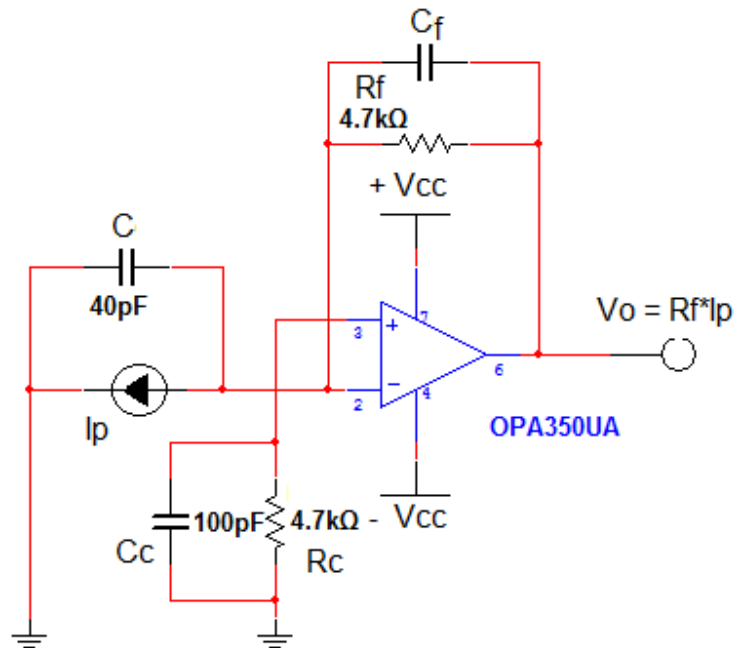 Cf
Rf
4.7kΩ
+ Vcc
C
40pF
Ip
3
+
7
2
−
4
6
Vo = Rf*Ip
OPA350UA
100pF
4.7kΩ
- Vcc
Cc
Rc